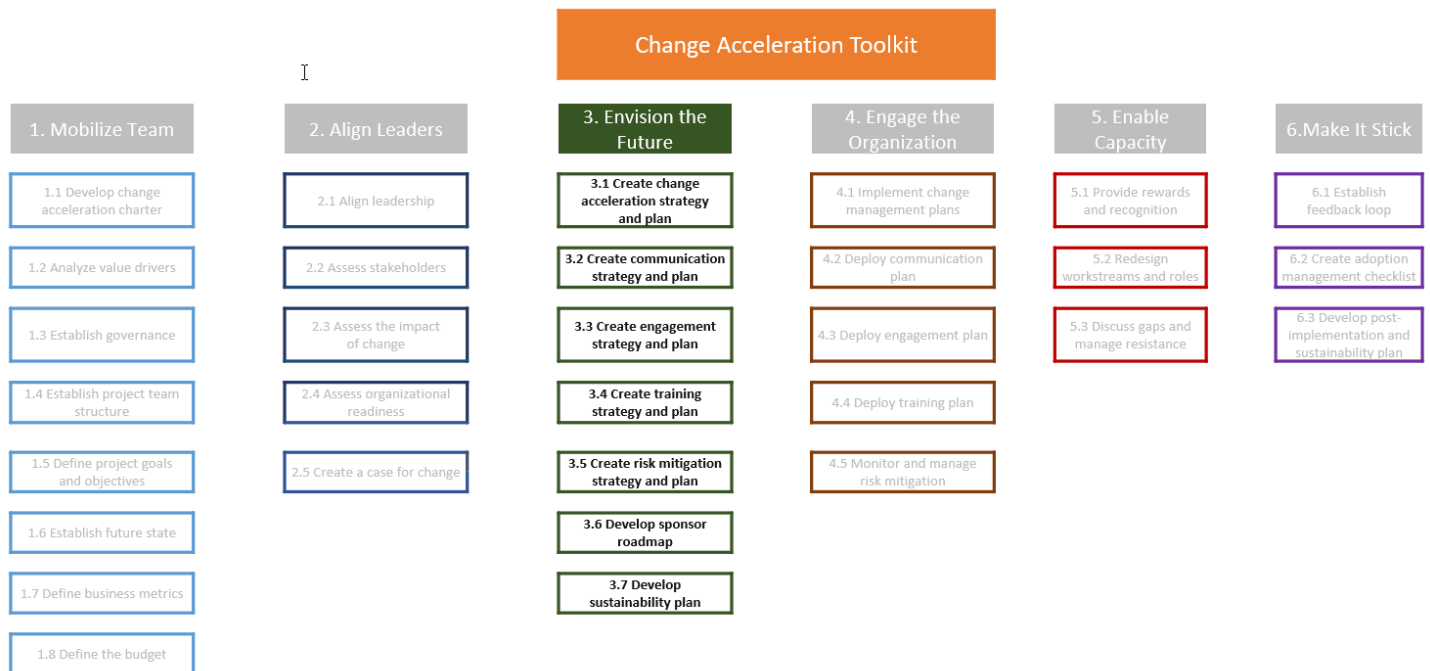 Change Acceleration Toolkit
1. Mobilize Team
1.1 Develop change
acceleration charter
1.2 Analyze value drivers
1.3 Establish governance
1.4 Establish project team
structure
1.5 Define project goals
and objectives
1.6 Establish future state
1.7 Define business metrics
1.8 Define the budget
2. Align Leaders
2.1 Align leadership
2.2 Assess stakeholders
2.3 Assess the impact
of change
2.4 Assess organizational
readiness
2.5 Create a case for change
3. Envision the
Future
3.1 Create change
acceleration strategy
and plan
3.2 Create communication
strategy and plan
3.3 Create engagement
strategy and plan
3.4 Create training
strategy and plan
3.5 Create risk mitigation
strategy and plan
3.6 Develop sponsor
roadmap
3.7 Develop
sustainability plan
4. Engage the
Organization
4.1 Implement change
management plans
4.2 Deploy communication
plan
4.3 Deploy engagement plan
4.4 Deploy training plan
4.5 Monitor and manage
risk mitigation
5. Enable
Capacity
5.1 Provide rewards
and recognition
5.2 Redesign
workstreams and roles
5.3 Discuss gaps and
manage resistance
6.Make It Stick
6.1 Establish
feedback loop
6.2 Create adoption
management checklist
6.3 Develop post-
implementation and
sustainability plan